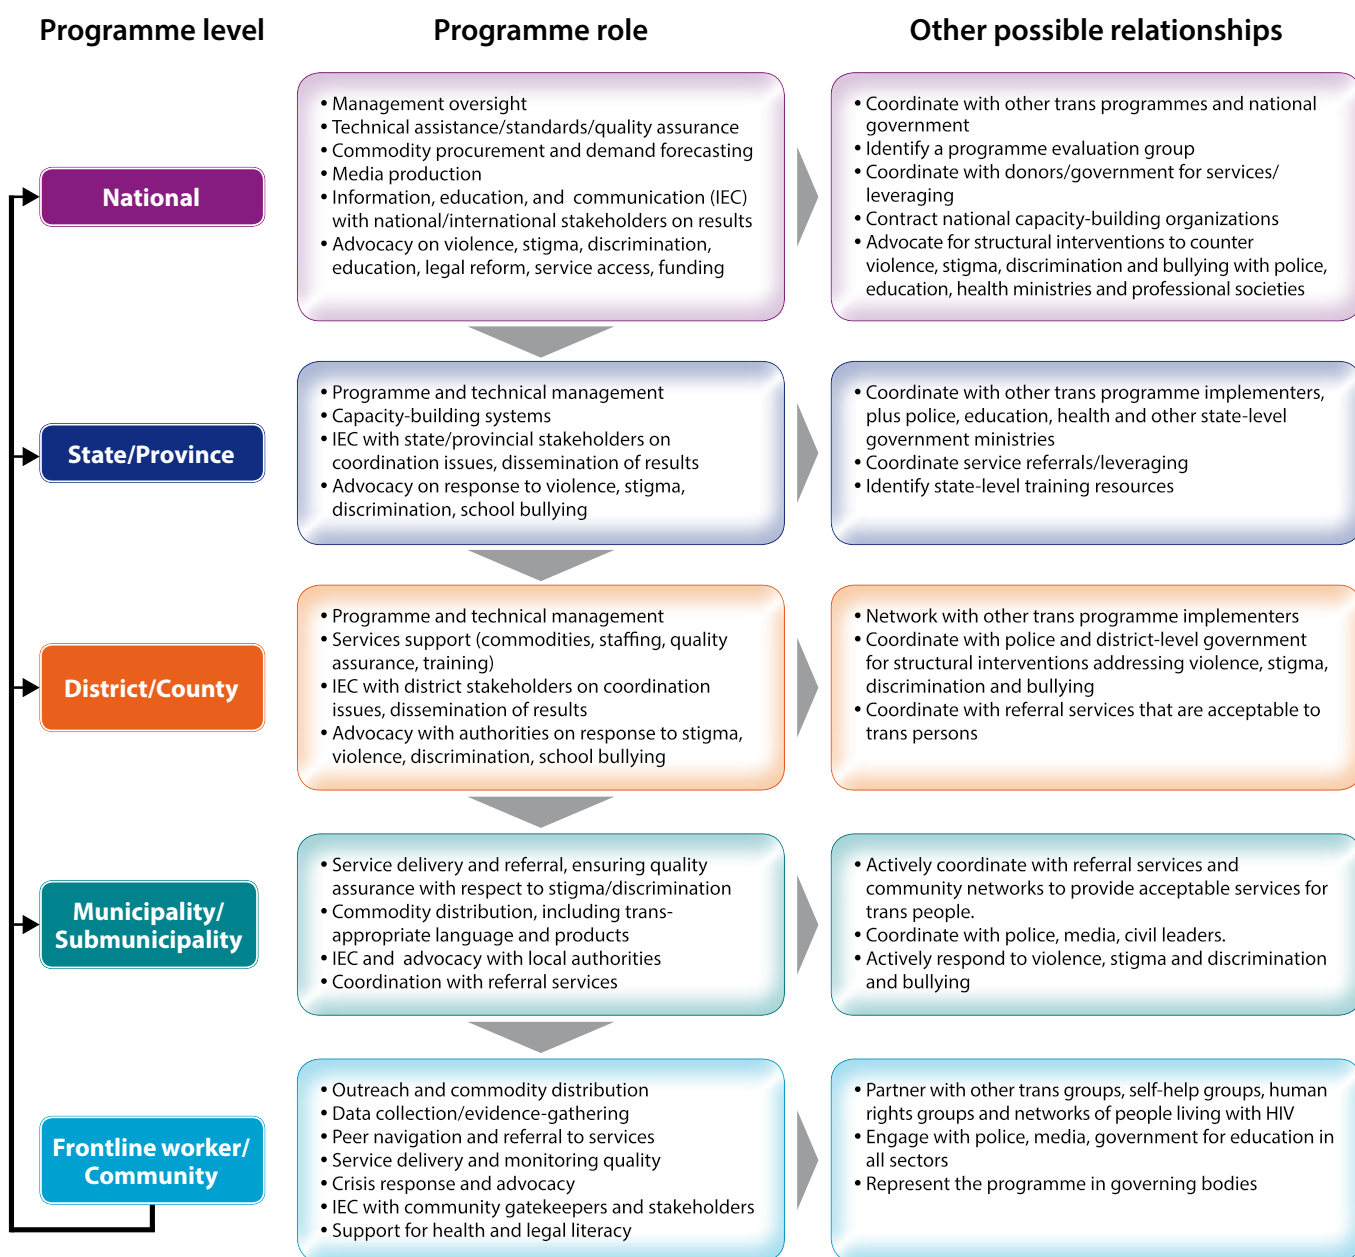 Programme level
Programme role
Other possible relationships
National
• Management oversight
• Technical assistance/standards/quality assurance
• Commodity procurement and demand forecasting
• Media production
• Information, education, and  communication (IEC)
with national/international stakeholders on results
• Advocacy on violence, stigma, discrimination,
education, legal reform, service access, funding
• Coordinate with other trans programmes and national
government
• Identify a programme evaluation group
• Coordinate with donors/government for services/
leveraging
• Contract national capacity-building organizations
• Advocate for structural interventions to counter
violence, stigma, discrimination and bullying with police,
education, health ministries and professional societies
State/Province
• Programme and technical management
• Capacity-building systems
• IEC with state/provincial stakeholders on
coordination issues, dissemination of results
• Advocacy on response to violence, stigma,
discrimination, school bullying
• Coordinate with other trans programme implementers,
plus police, education, health and other state-level
government ministries
• Coordinate service referrals/leveraging
• Identify state-level training resources
District/County
• Programme and technical management
• Services support (commodities, staffing, quality
assurance, training)
• IEC with district stakeholders on coordination
issues, dissemination of results
• Advocacy with authorities on response to stigma,
violence, discrimination, school bullying
• Network with other trans programme implementers
• Coordinate with police and district-level government
for structural interventions addressing violence, stigma,
discrimination and bullying
• Coordinate with referral services that are acceptable to
trans persons
Municipality/
Submunicipality
• Service delivery and referral, ensuring quality
assurance with respect to stigma/discrimination
• Commodity distribution, including trans-
appropriate language and products
• IEC and  advocacy with local authorities
• Coordination with referral services
• Actively coordinate with referral services and
community networks to provide acceptable services for
trans people.
• Coordinate with police, media, civil leaders.
• Actively respond to violence, stigma and discrimination
and bullying
Frontline worker/
Community
• Outreach and commodity distribution
• Data collection/evidence-gathering
• Peer navigation and referral to services
• Service delivery and monitoring quality
• Crisis response and advocacy
• IEC with community gatekeepers and stakeholders
• Support for health and legal literacy
• Partner with other trans groups, self-help groups, human
rights groups and networks of people living with HIV
• Engage with police, media, government for education in
all sectors
• Represent the programme in governing bodies